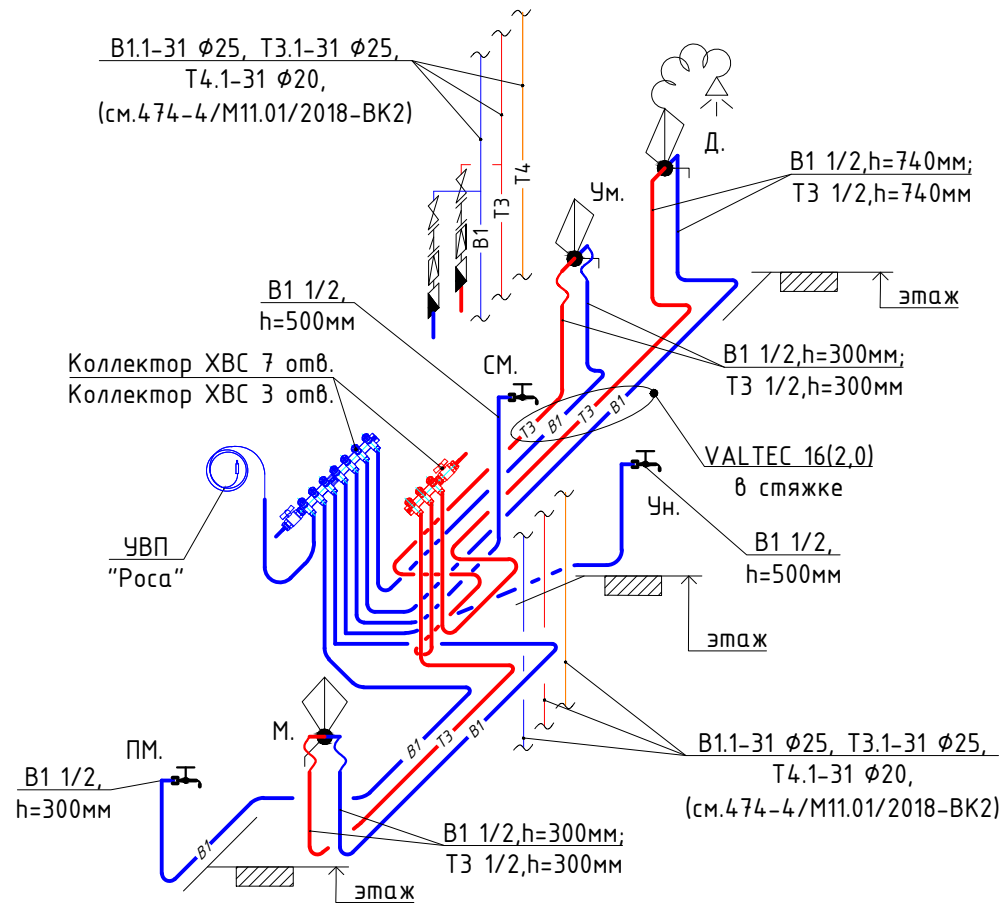 В1.1-31 Ф25, Т3.1-31 Ф25,
Т4.1-31 Ф20,
(см.474-4/М11.01/2018-ВК2)
В1
Т3
Т4
Д.
В1 1/2,h=740мм;
Т3 1/2,h=740мм
Ум.
этаж
В1 1/2,
h=500мм
В1 1/2,h=300мм;
Т3 1/2,h=300мм
Коллектор ХВС 7 отв.
Коллектор ХВС 3 отв.
СМ.
Т3
В1
Т3
В1
VALTEC 16(2,0)
в стяжке
Ун.
УВП
"Роса"
В1 1/2,
h=500мм
этаж
М.
В1
Т3
В1
ПМ.
В1 1/2,
h=300мм
В1.1-31 Ф25, Т3.1-31 Ф25,
Т4.1-31 Ф20,
(см.474-4/М11.01/2018-ВК2)
В1
В1 1/2,h=300мм;
Т3 1/2,h=300мм
этаж